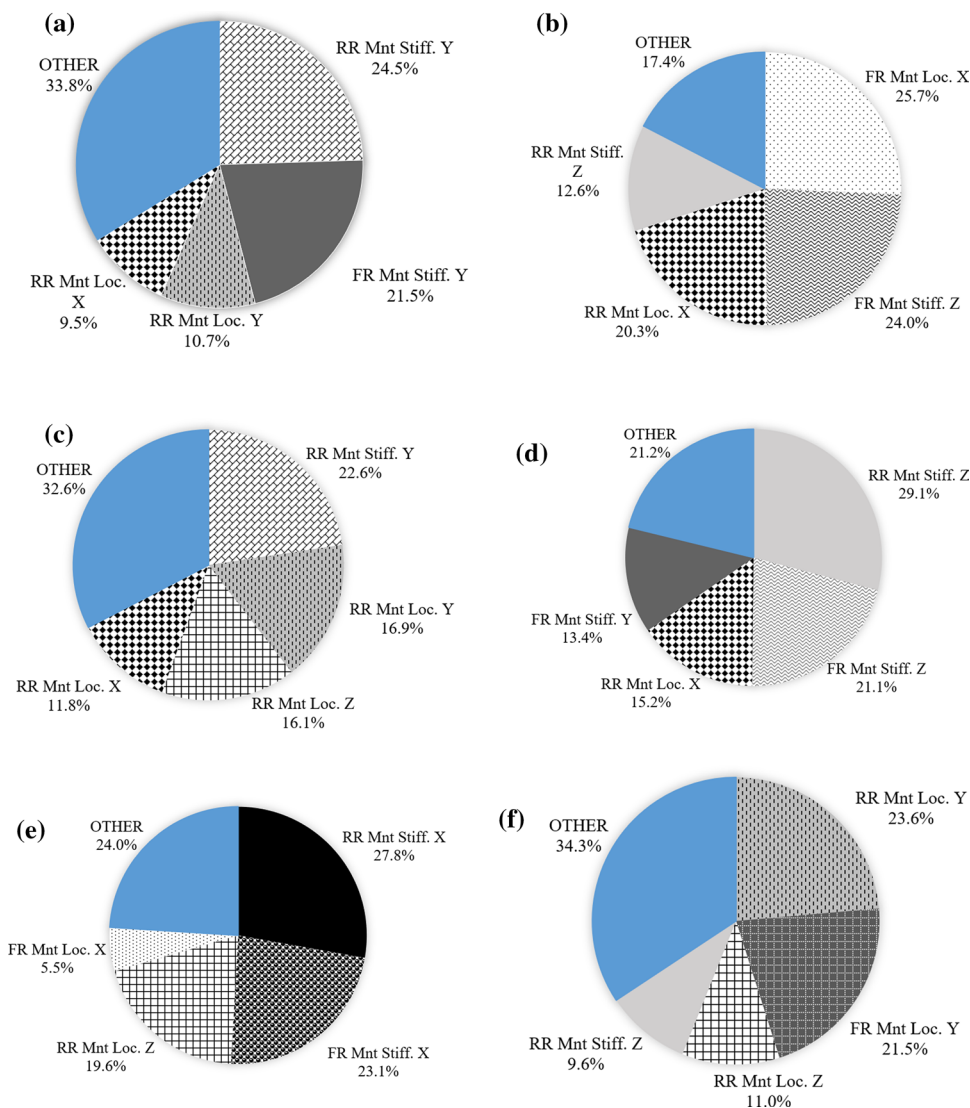 (a)
OTHER
33.8%
RR Mnt Stiff. Y
24.5%
FR Mnt Stiff. Y
21.5%
RR Mnt Loc. Y
10.7%
RR Mnt Loc.
X
9.5%
(b)
OTHER
17.4%
FR Mnt Loc. X
25.7%
FR Mnt Stiff. Z
24.0%
RR Mnt Loc. X
20.3%
RR Mnt Stiff.
Z
12.6%
(c)
OTHER
32.6%
RR Mnt Stiff. Y
22.6%
RR Mnt Loc. Y
16.9%
RR Mnt Loc. Z
16.1%
RR Mnt Loc. X
11.8%
(d)
OTHER
21.2%
RR Mnt Stiff. Z
29.1%
FR Mnt Stiff. Z
21.1%
RR Mnt Loc. X
15.2%
FR Mnt Stiff. Y
13.4%
(e)
OTHER
24.0%
RR Mnt Stiff. X
27.8%
FR Mnt Stiff. X
23.1%
RR Mnt Loc. Z
19.6%
FR Mnt Loc. X
5.5%
(f)
OTHER
34.3%
RR Mnt Loc. Y
23.6%
FR Mnt Loc. Y
21.5%
RR Mnt Loc. Z
11.0%
RR Mnt Stiff. Z
9.6%